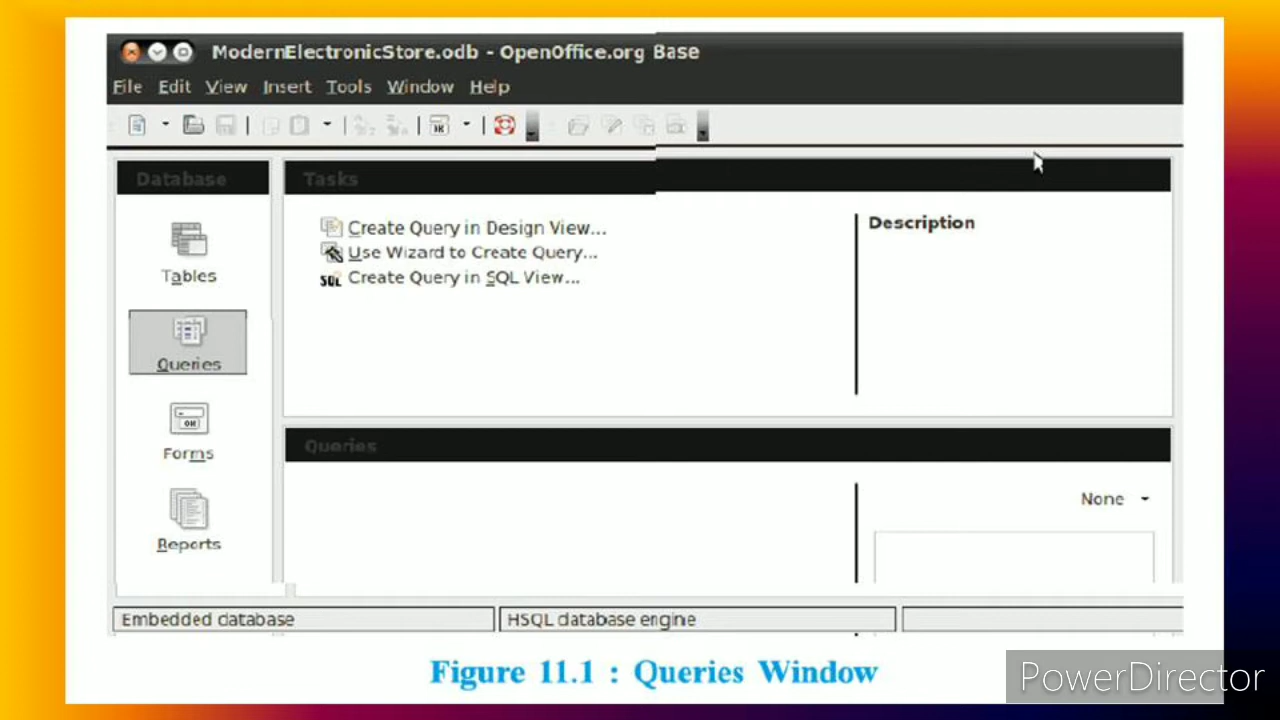 ModernElectronicStore.odb - OpenOffice.org Base
File Edit View Insert Tools Window Help
Database
Tasks
Create Query in Design View...
Use Wizard to Create Query...
SQL Create Query in SQL View...
Description
Tables
Queries
Forms
Reports
Queries
None
Embedded database
HSQL database engine
Figure 11.1 : Queries Window
PowerDirector